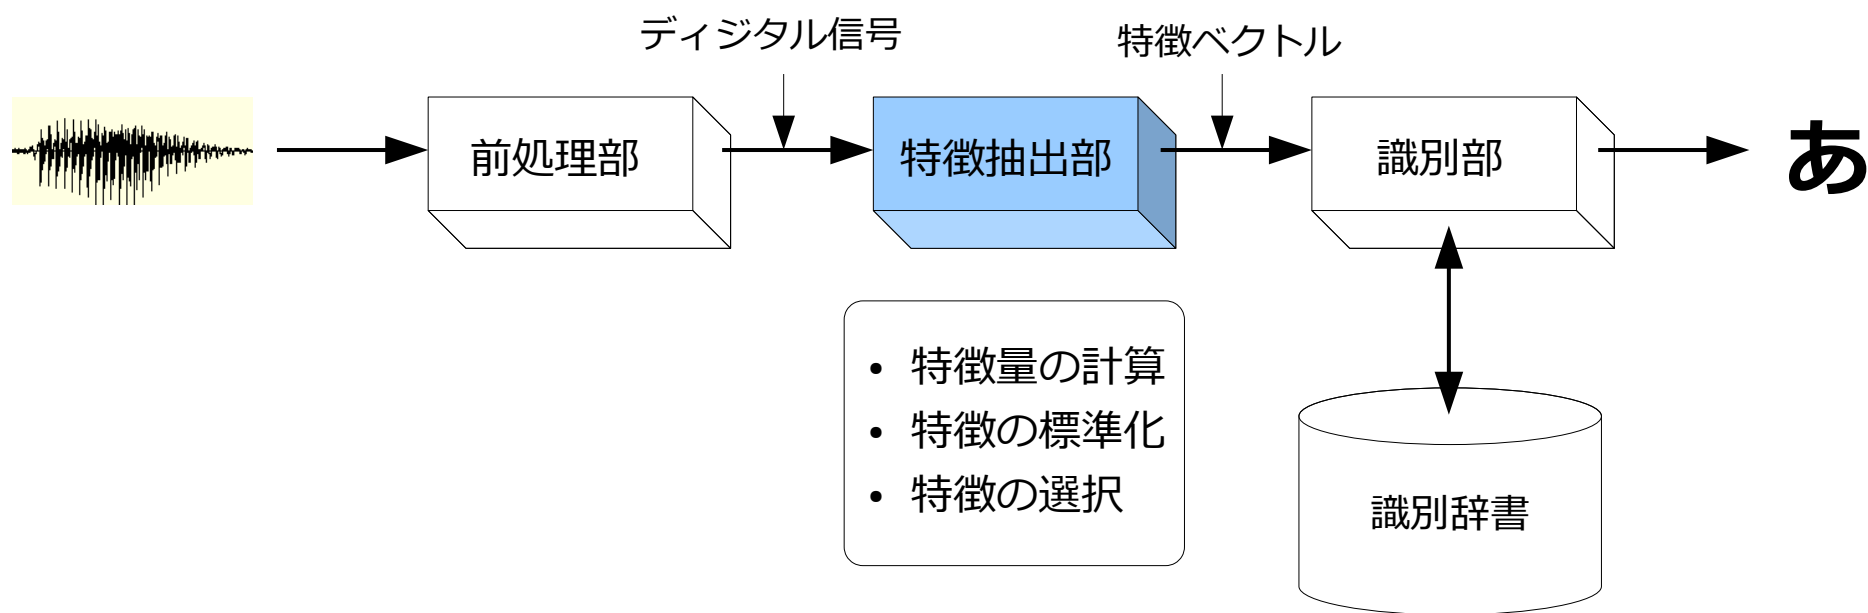 ディジタル信号
特徴ベクトル
前処理部
特徴抽出部
識別部
あ
• 特徴量の計算
• 特徴の標準化
• 特徴の選択
識別辞書